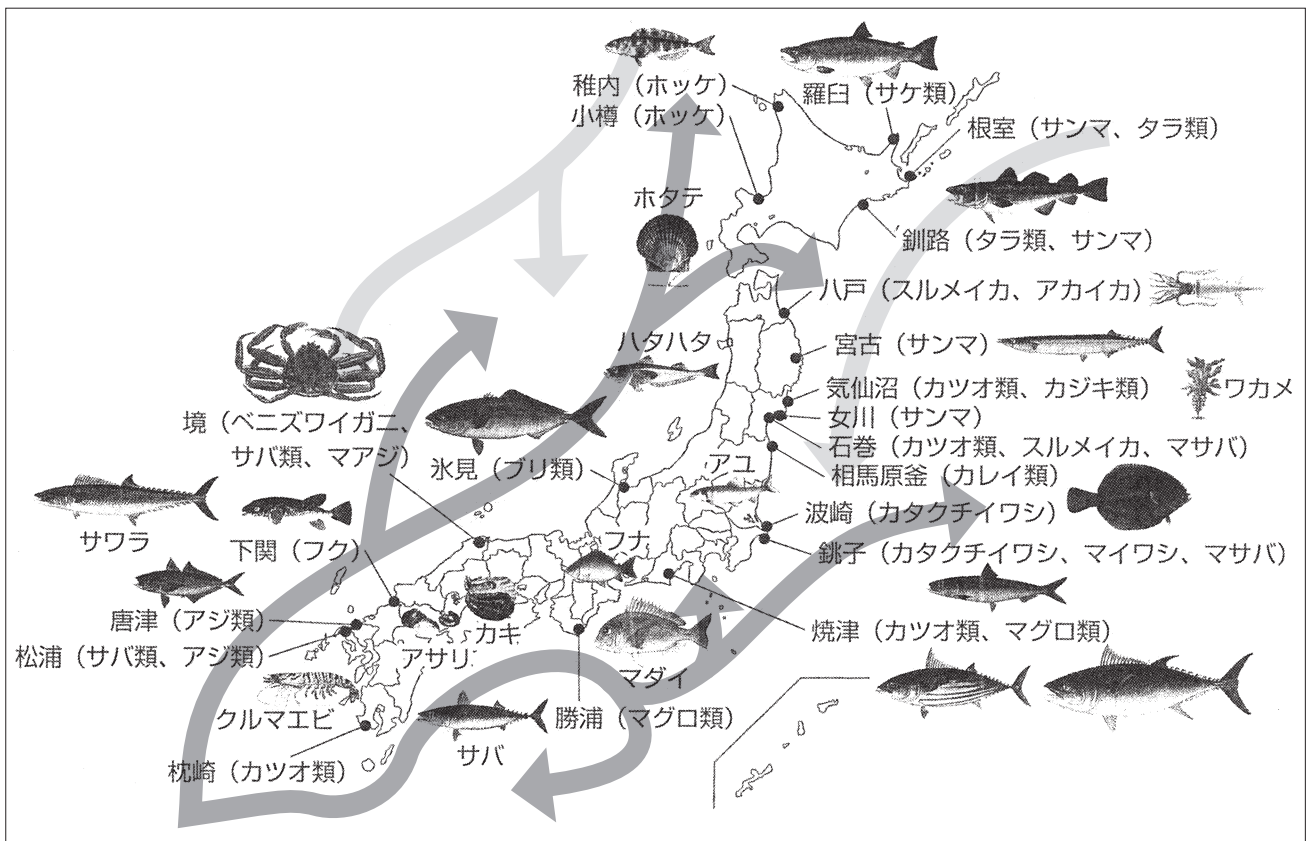 稚内（ホッケ）
小樽（ホッケ）
羅臼（サケ類）
根室（サンマ、タラ類）
ホタテ
釧路（タラ類、サンマ）
八戸（スルメイカ、アカイカ）
ハタハタ
宮古（サンマ）
気仙沼（カツオ類、カジキ類）
ワカメ
女川（サンマ）
石巻（カツオ類、スルメイカ、マサバ）
境（ベニズワイガニ、
サバ類、マアジ）
氷見（ブリ類）
アユ
相馬原釜（カレイ類）
波崎（カタクチイワシ）
サワラ
下関（フク）
フナ
銚子（カタクチイワシ、マイワシ、マサバ）
唐津（アジ類）
松浦（サバ類、アジ類）
アサリ
カキ
焼津（カツオ類、マグロ類）
マダイ
クルマエビ
サバ
勝浦（マグロ類）
枕崎（カツオ類）